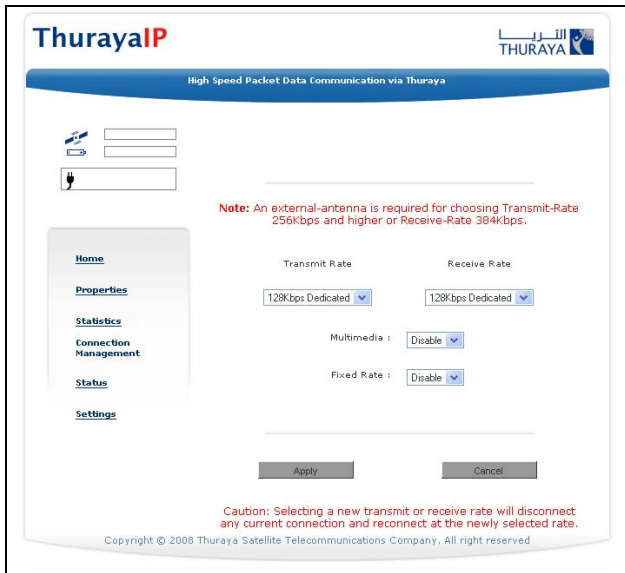 ThurayaIP
الثريا
THURAYA
High Speed Packet Data Communication via Thuraya
Note: An external-antenna is required for choosing Transmit-Rate
256Kbps and higher or Receive-Rate 384Kbps.
Home
Properties
Statistics
Connection
Management
Status
Settings
Transmit Rate Receive Rate
128Kbps Dedicated 128Kbps Dedicated
Multimedia : Disable
Fixed Rate : Disable
Apply Cancel
Caution: Selecting a new transmit or receive rate will disconnect
any current connection and reconnect at the newly selected rate.
Copyright © 2008 Thuraya Satellite Telecommunications Company. All right reserved